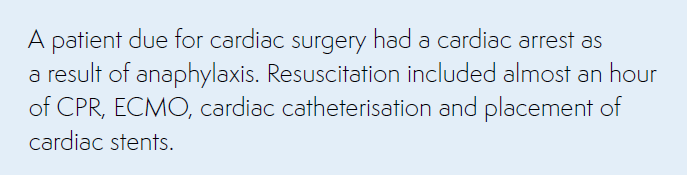 A patient due for cardiac surgery had a cardiac arrest as
a result of anaphylaxis. Resuscitation included almost an hour
of CPR, ECMO, cardiac catheterisation and placement of
cardiac stents.